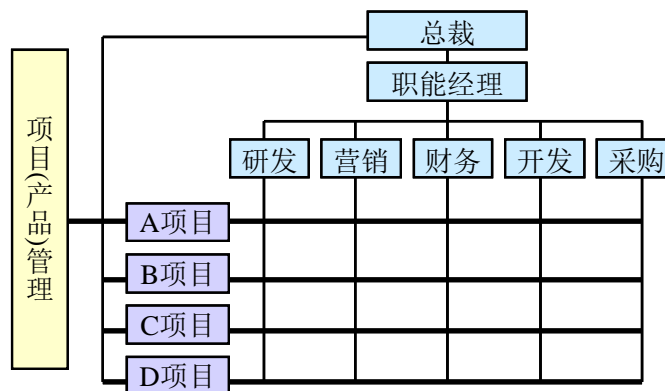 总裁
职能经理
研发
营销
财务
开发
采购
项目(产品)管理
A项目
B项目
C项目
D项目